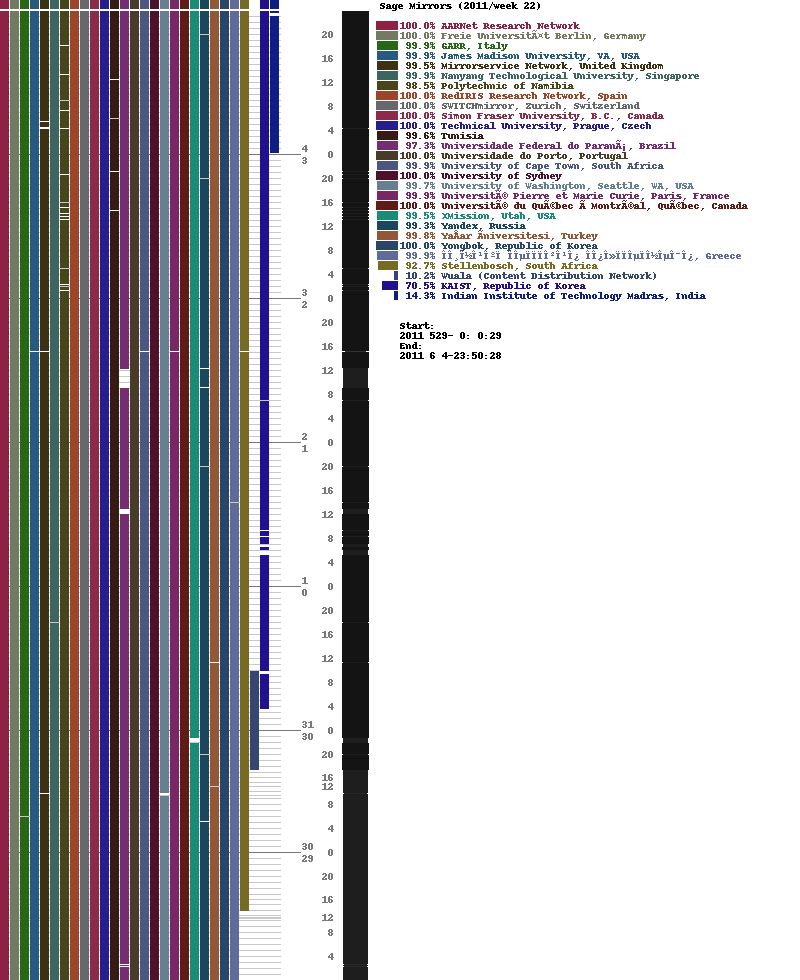 Sage Mirrors (2011/week 22)
100.0% AARNet Research Network
100.0% Freie UniversitÃ¤t Berlin, Germany
99.9% GARR, Italy
99.9% James Madison University, VA, USA
99.5% Mirrorservice Network, United Kingdom
99.9% Nanyang Technological University, Singapore
98.5% Polytechnic of Namibia
100.0% RedIRIS Research Network, Spain
100.0% SWITCHmirror, Zurich, Switzerland
100.0% Simon Fraser University, B.C., Canada
100.0% Technical University, Prague, Czech
99.6% Tunisia
97.3% Universidade Federal do ParanÃ¡, Brazil
100.0% Universidade do Porto, Portugal
99.9% University of Cape Town, South Africa
100.0% University of Sydney
99.7% University of Washington, Seattle, WA, USA
99.9% UniversitÃ© Pierre et Marie Curie, Paris, France
100.0% UniversitÃ© du QuÃ©bec Ã MontrÃ©al, QuÃ©bec, Canada
99.5% XMission, Utah, USA
99.3% Yandex, Russia
99.8% YaÅar Ãniversitesi, Turkey
100.0% Yongbok, Republic of Korea
99.9% Greece
92.7% Stellenbosch, South Africa
10.2% Wuala (Content Distribution Network)
70.5% KAIST, Republic of Korea
14.3% Indian Institute of Technology Madras, India
Start:
2011 529- 0: 0:29
End:
2011 6 4-23:50:28
20
16
12
8
4
4
0
3
20
16
12
8
4
3
0
2
20
16
12
8
4
2
0
1
20
16
12
8
4
1
0
0
20
16
12
8
4
31
0
30
20
16
12
8
4
30
0
29
20
16
12
8
4